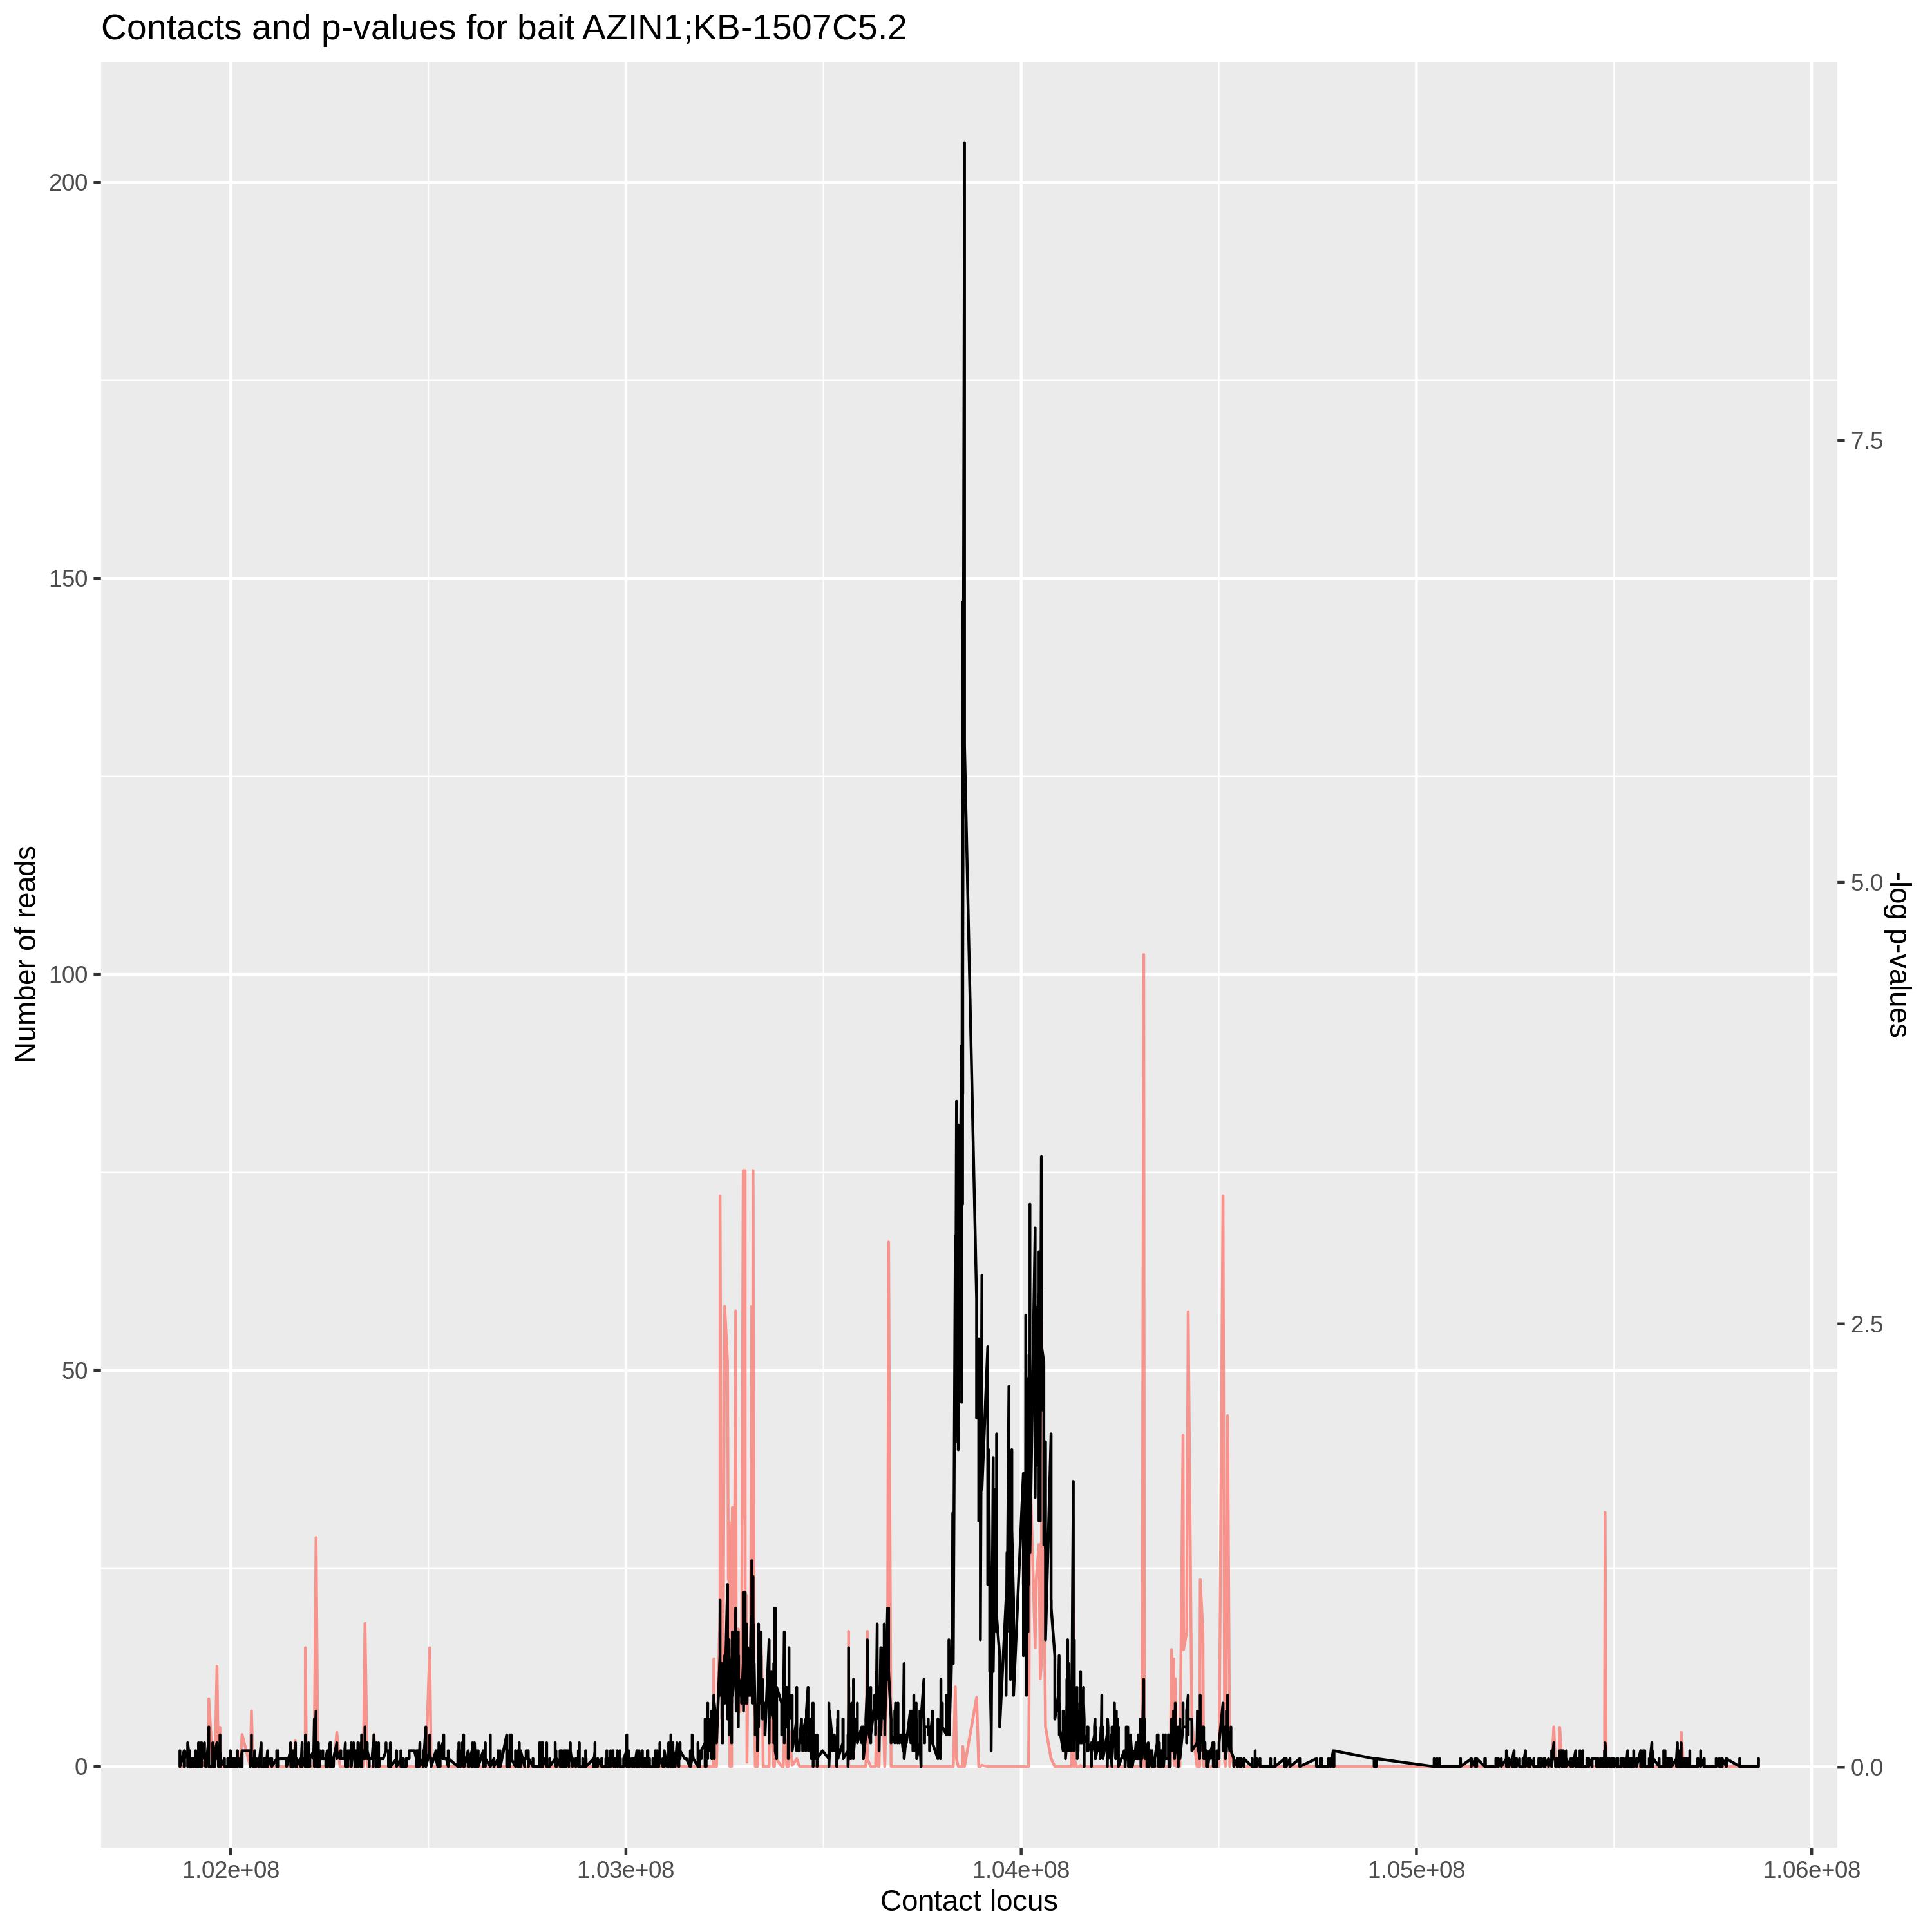 Contacts and p-values for bait AZIN1;KB-1507C5.2
200
150
100
50
0
Number of reads
7.5
5.0
2.5
0.0
-log p-values
1.02e+08 1.03e+08 1.04e+08 1.05e+08 1.06e+08
Contact locus